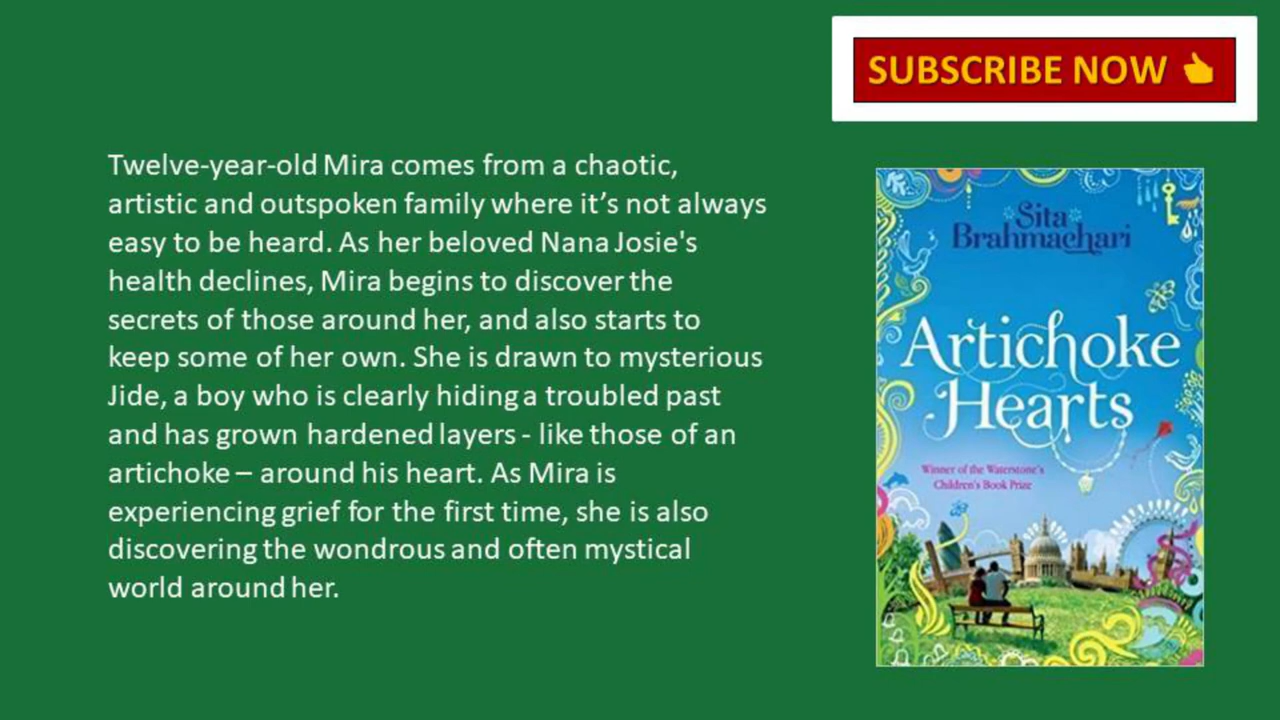 SUBSCRIBE NOW
Twelve-year-old Mira comes from a chaotic,
artistic and outspoken family where it’s not always
easy to be heard. As her beloved Nana Josie's
health declines, Mira begins to discover the
secrets of those around her, and also starts to
keep some of her own. She is drawn to mysterious
Jide, a boy who is clearly hiding a troubled past
and has grown hardened layers - like those of an
artichoke – around his heart. As Mira is
experiencing grief for the first time, she is also
discovering the wondrous and often mystical
world around her.
Sita
Brahmachari
Artichoke
Hearts
Winner of the Waterstone's
Children's Book Prize